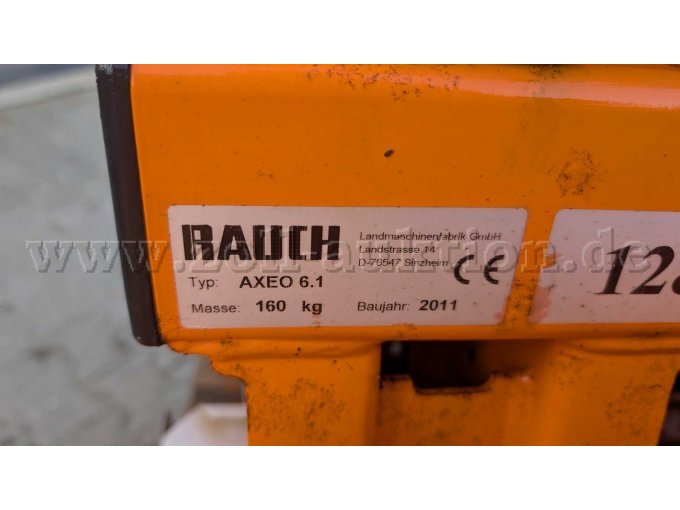 RAUCH
Landmaschinenfabrik GmbH
Landstrasse 14
D-76547 Sinzheim
CE
Typ: AXEO 6.1
Masse: 160 kg Baujahr: 2011
www.zoll-auktion.de